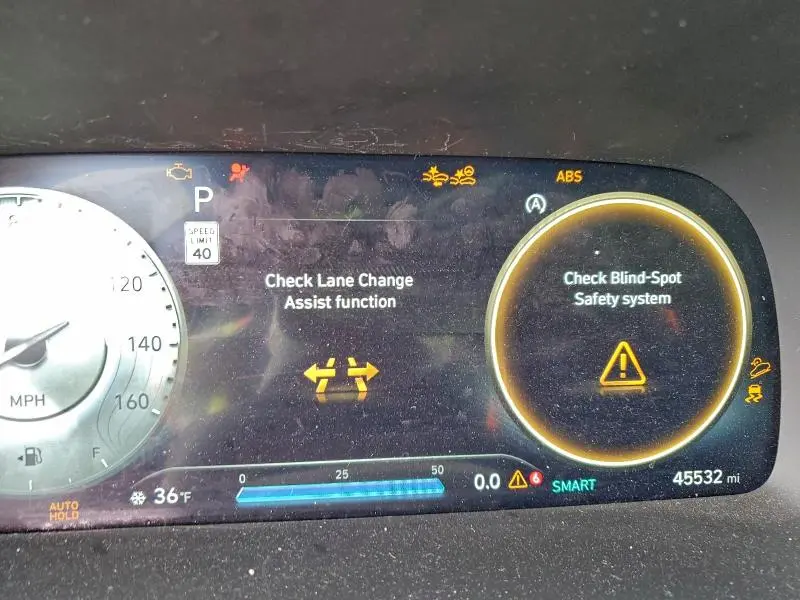 ABS
P
A
SPEED
LIMIT
40
120
Check Lane Change
Assist function
Check Blind-Spot
Safety system
140
MPH
160
F
0
25
50
36°F
0.0
6
SMART
45532 mi
AUTO
HOLD